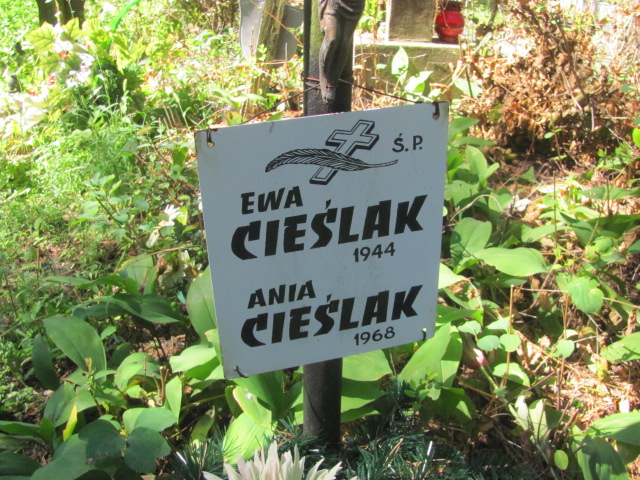 Ś.P.
EWA
CIEŚLAK
1944
ANIA
CIEŚLAK
1968